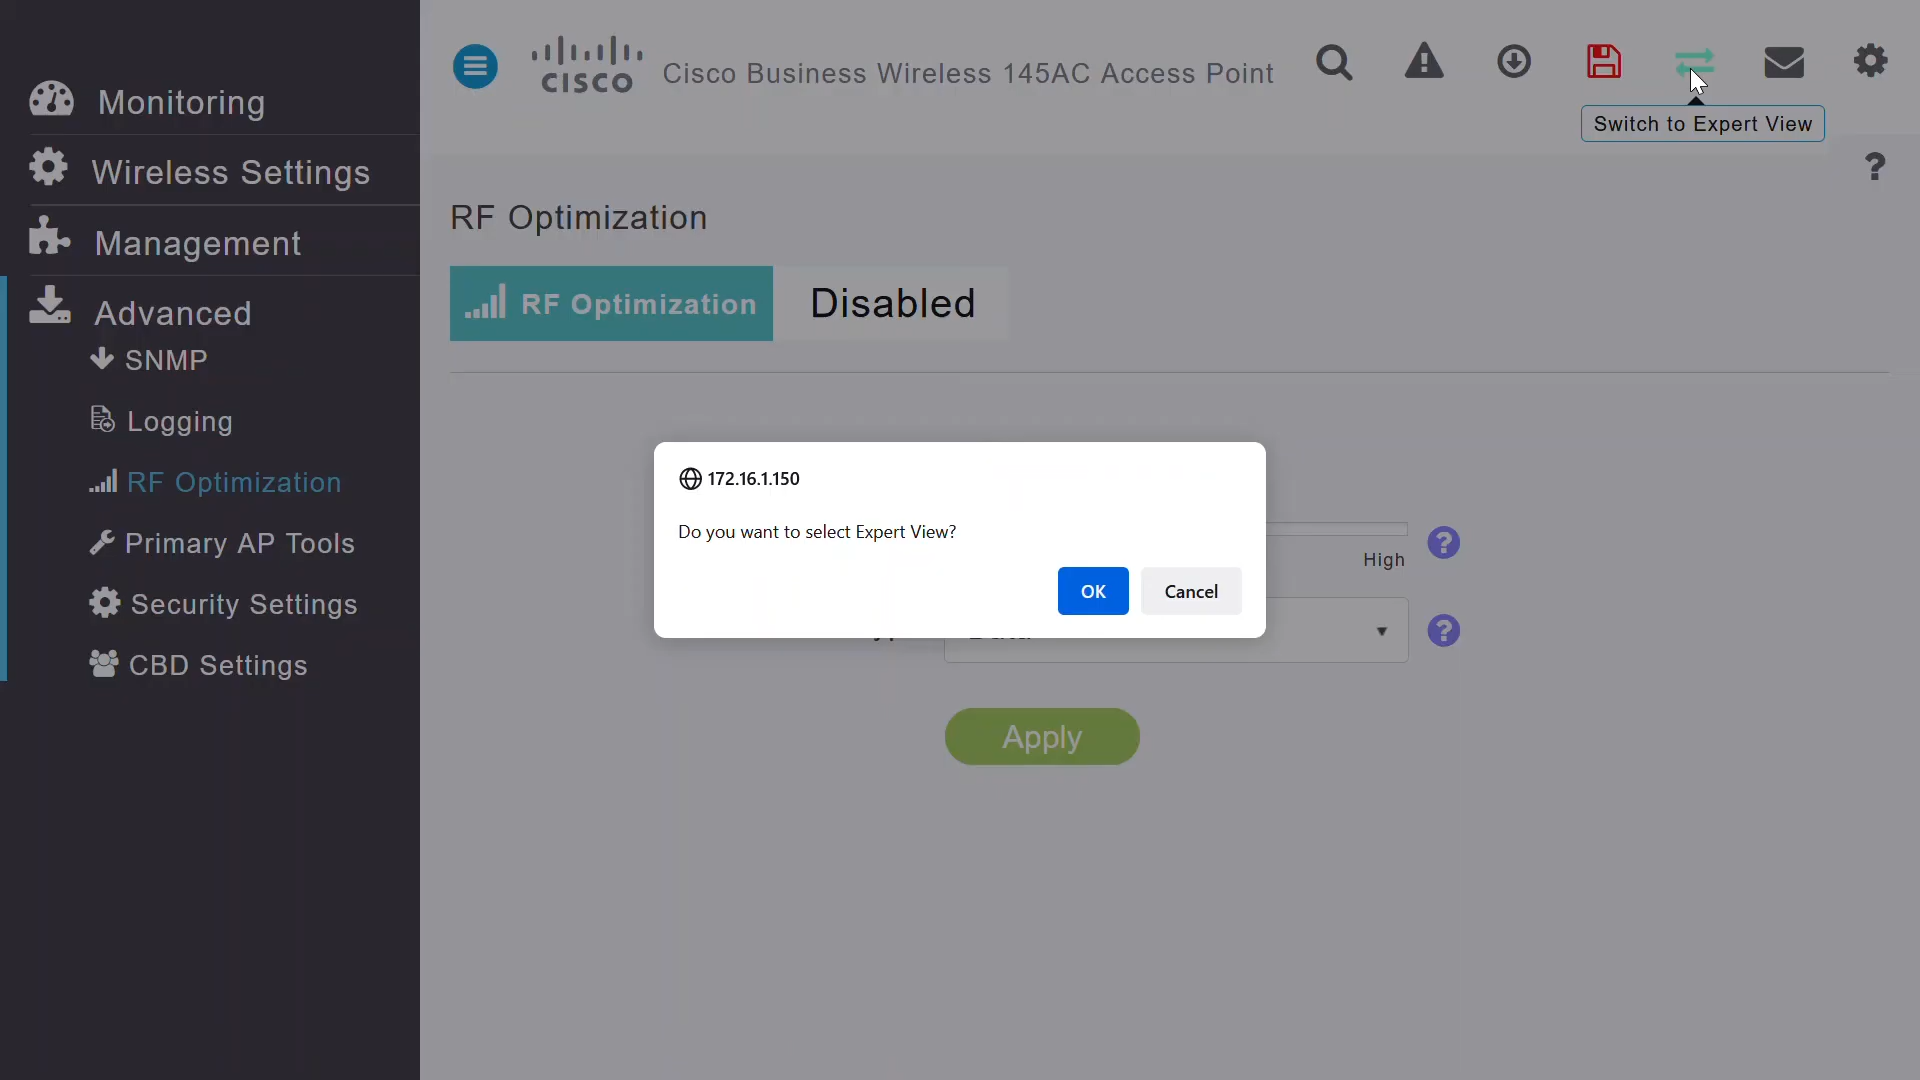 Monitoring
Wireless Settings
Management
Advanced
SNMP
Logging
RF Optimization
Primary AP Tools
Security Settings
CBD Settings
CISCO
Cisco Business Wireless 145AC Access Point
Switch to Expert View
?
RF Optimization
RF Optimization
Disabled
172.16.1.150
Do you want to select Expert View?
OK
Cancel
High
?
?
Apply